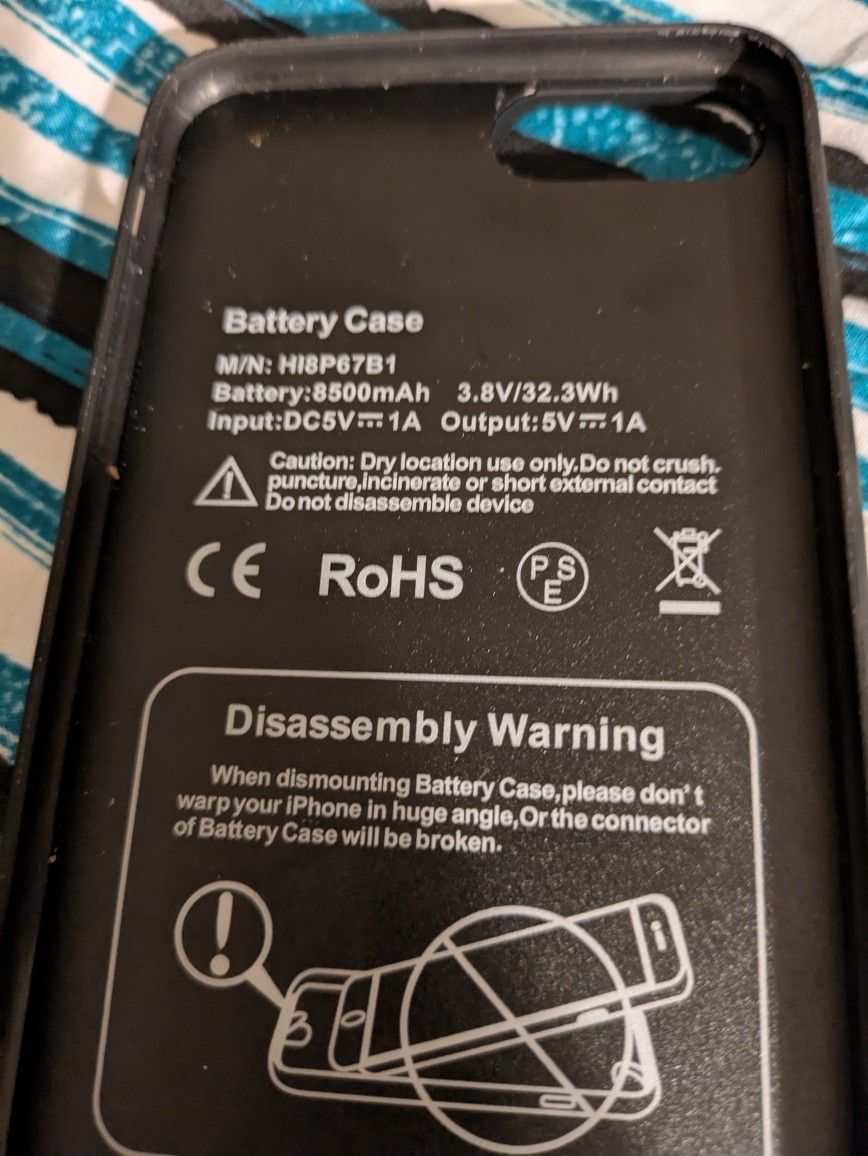 Battery Case
M/N: HI8P67B1
Battery:8500mAh 3.8V/32.3Wh
Input:DC5V⎓1A Output:5V⎓1A
Caution: Dry location use only.Do not crush.
puncture,incinerate or short external contact
Do not disassemble device
CE RoHS PSE
Disassembly Warning
When dismounting Battery Case,please don't
warp your iPhone in huge angle,Or the connector
of Battery Case will be broken.